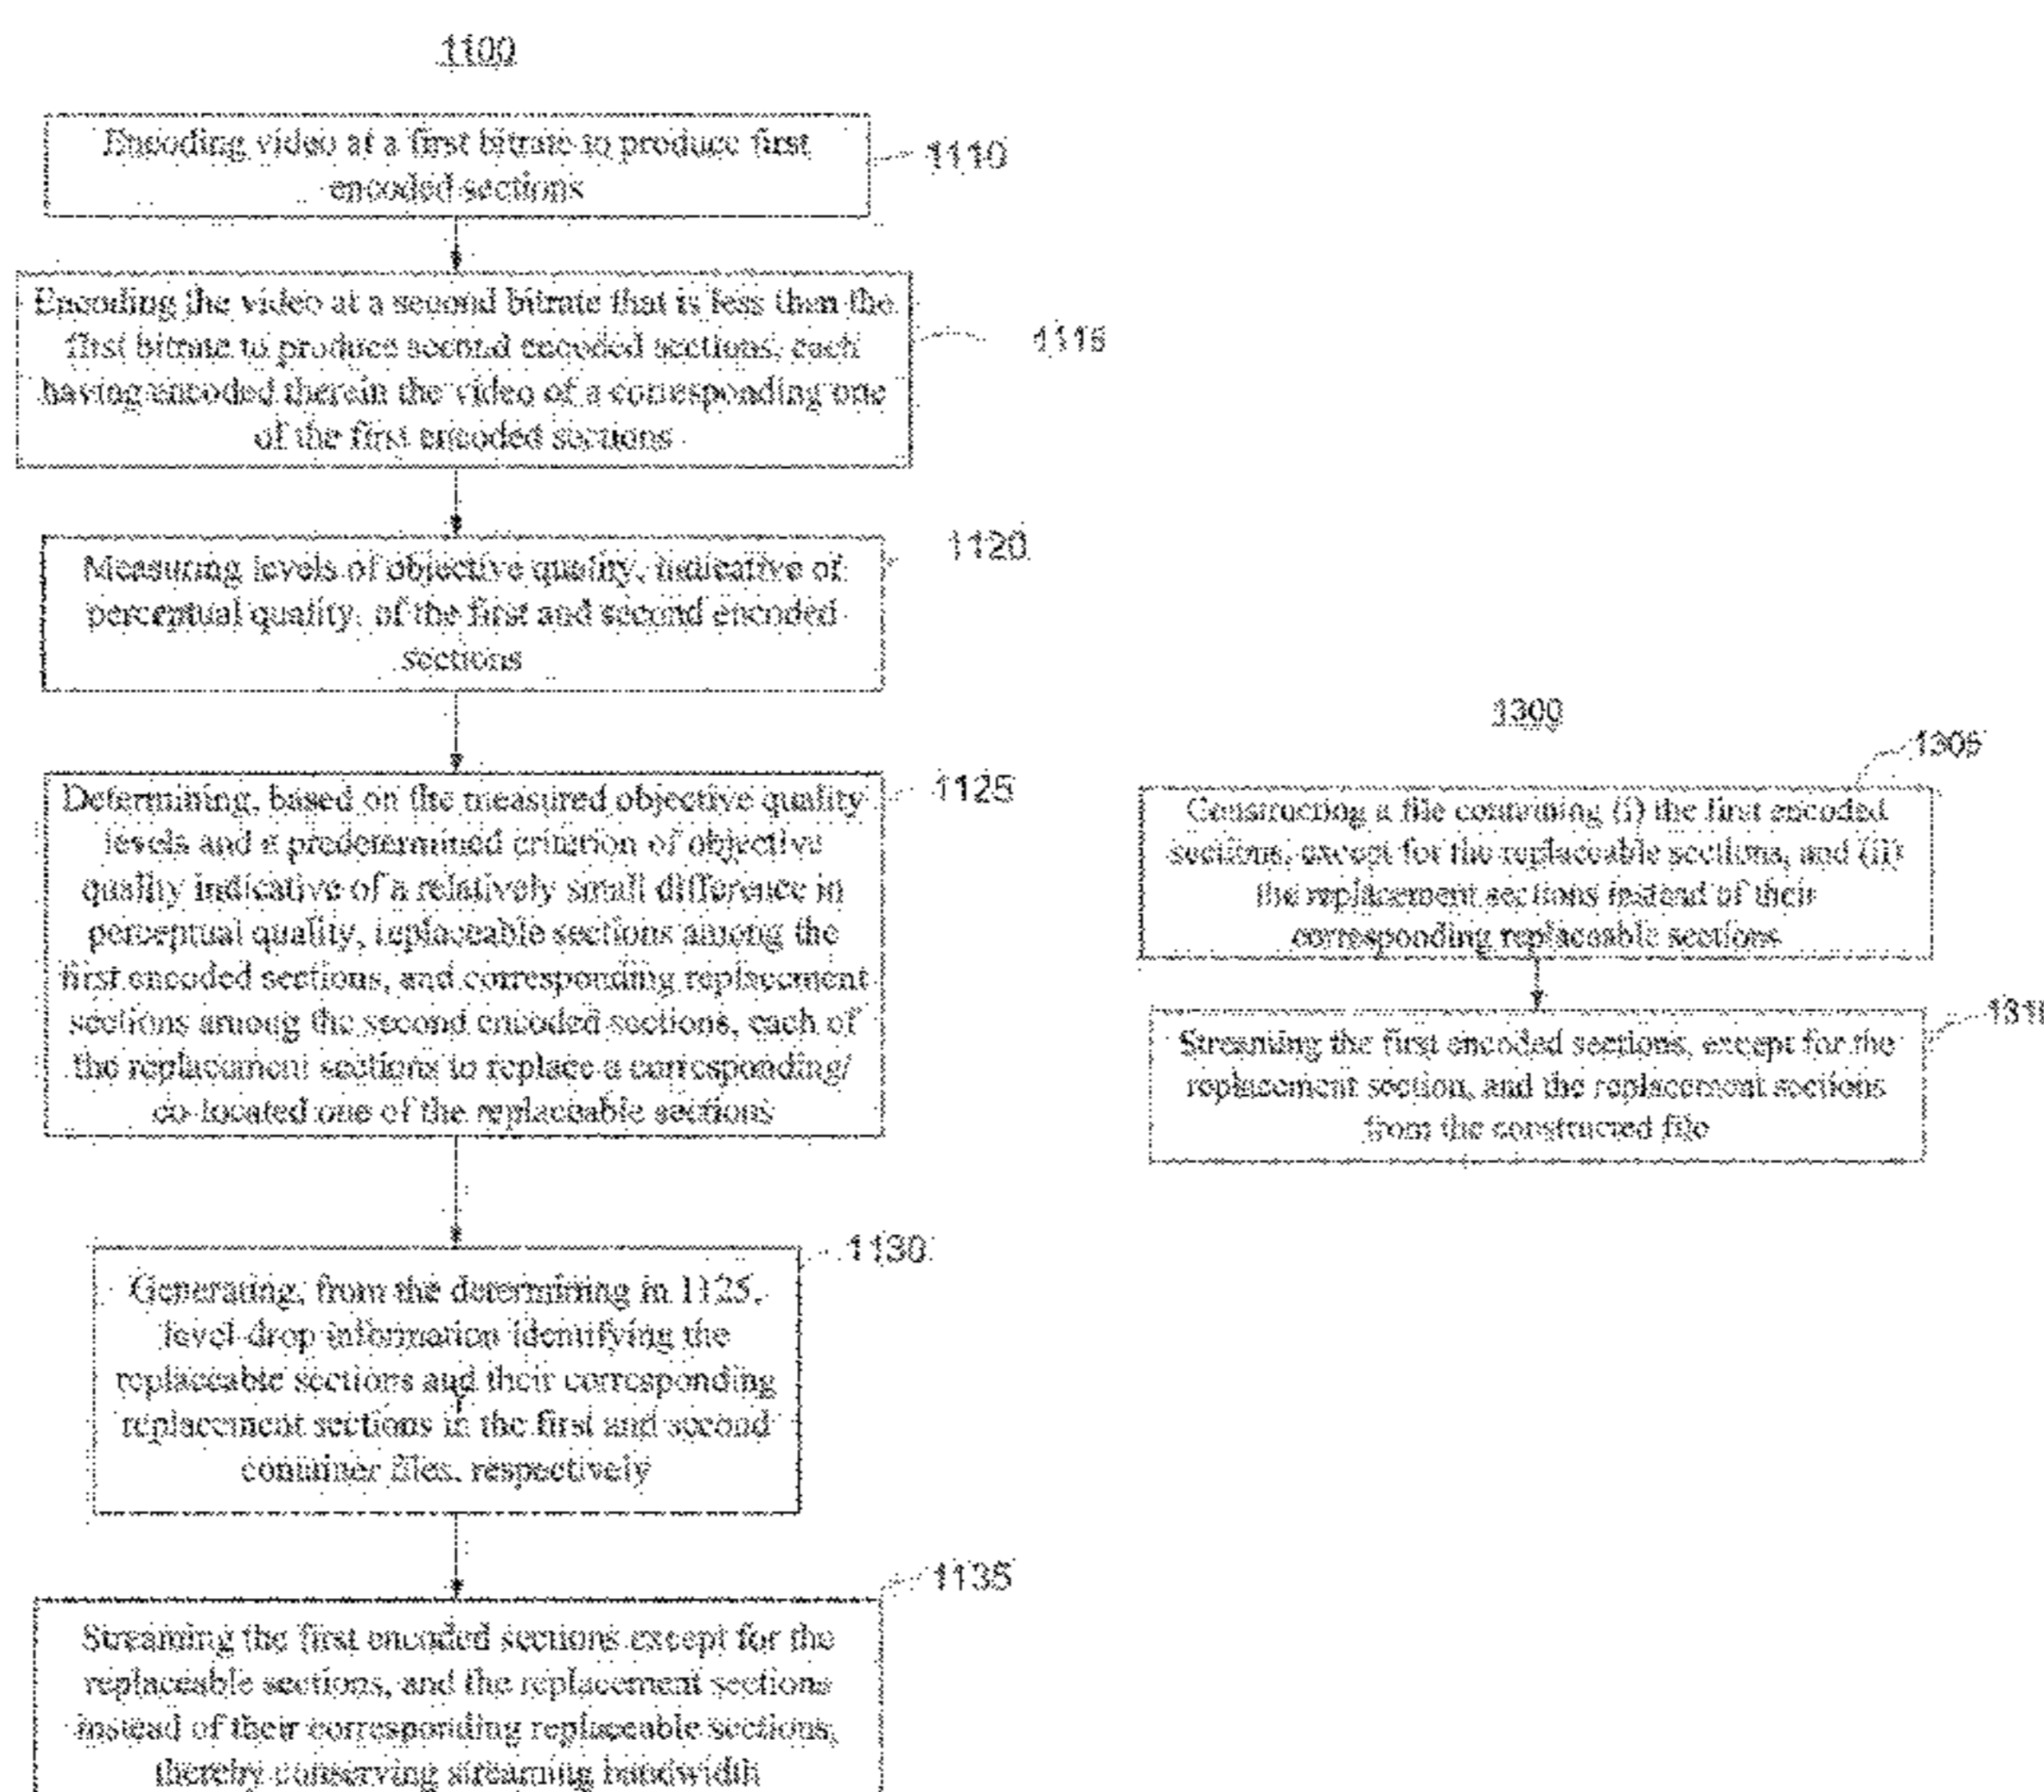 1100
Encoding video at a first bitrate to produce first
encoded sections
1110
Encoding the video at a second bitrate that is less than the
first bitrate to produce second encoded sections, each
having encoded therein the video of a corresponding one
of the first encoded sections
1115
Measuring levels of objective quality, indicative of
perceptual quality, of the first and second encoded
sections
1120
Determining, based on the measured objective quality
levels and a predetermined criterion of objective
quality indicative of a relatively small difference in
perceptual quality, replaceable sections among the
first encoded sections, and corresponding replacement
sections among the second encoded sections, each of
the replacement sections to replace a corresponding/
co-located one of the replaceable sections
1125
Generating, from the determining in 1125,
level-drop information identifying the
replaceable sections and their corresponding
replacement sections in the first and second
container files, respectively
1130
Streaming the first encoded sections except for the
replaceable sections, and the replacement sections
instead of their corresponding replaceable sections,
thereby conserving streaming bandwidth
1135
1300
1305
Constructing a file containing (i) the first encoded
sections, except for the replaceable sections, and (ii)
the replacement sections instead of their
corresponding replaceable sections
Streaming the first encoded sections, except for the
replacement section, and the replacement sections
from the constructed file
1310